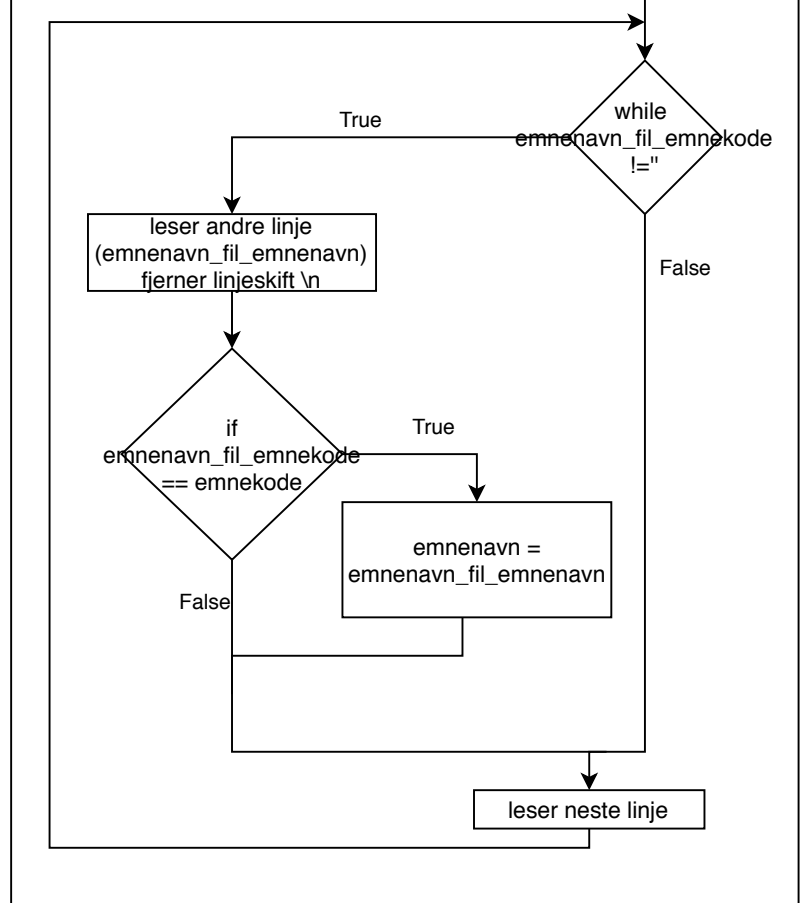 while
emnenavn_fil_emnekode
!=''
True
leser andre linje
(emnenavn_fil_emnenavn)
fjerner linjeskift \n
False
if
emnenavn_fil_emnekode
== emnekode
True
emnenavn =
emnenavn_fil_emnenavn
False
leser neste linje